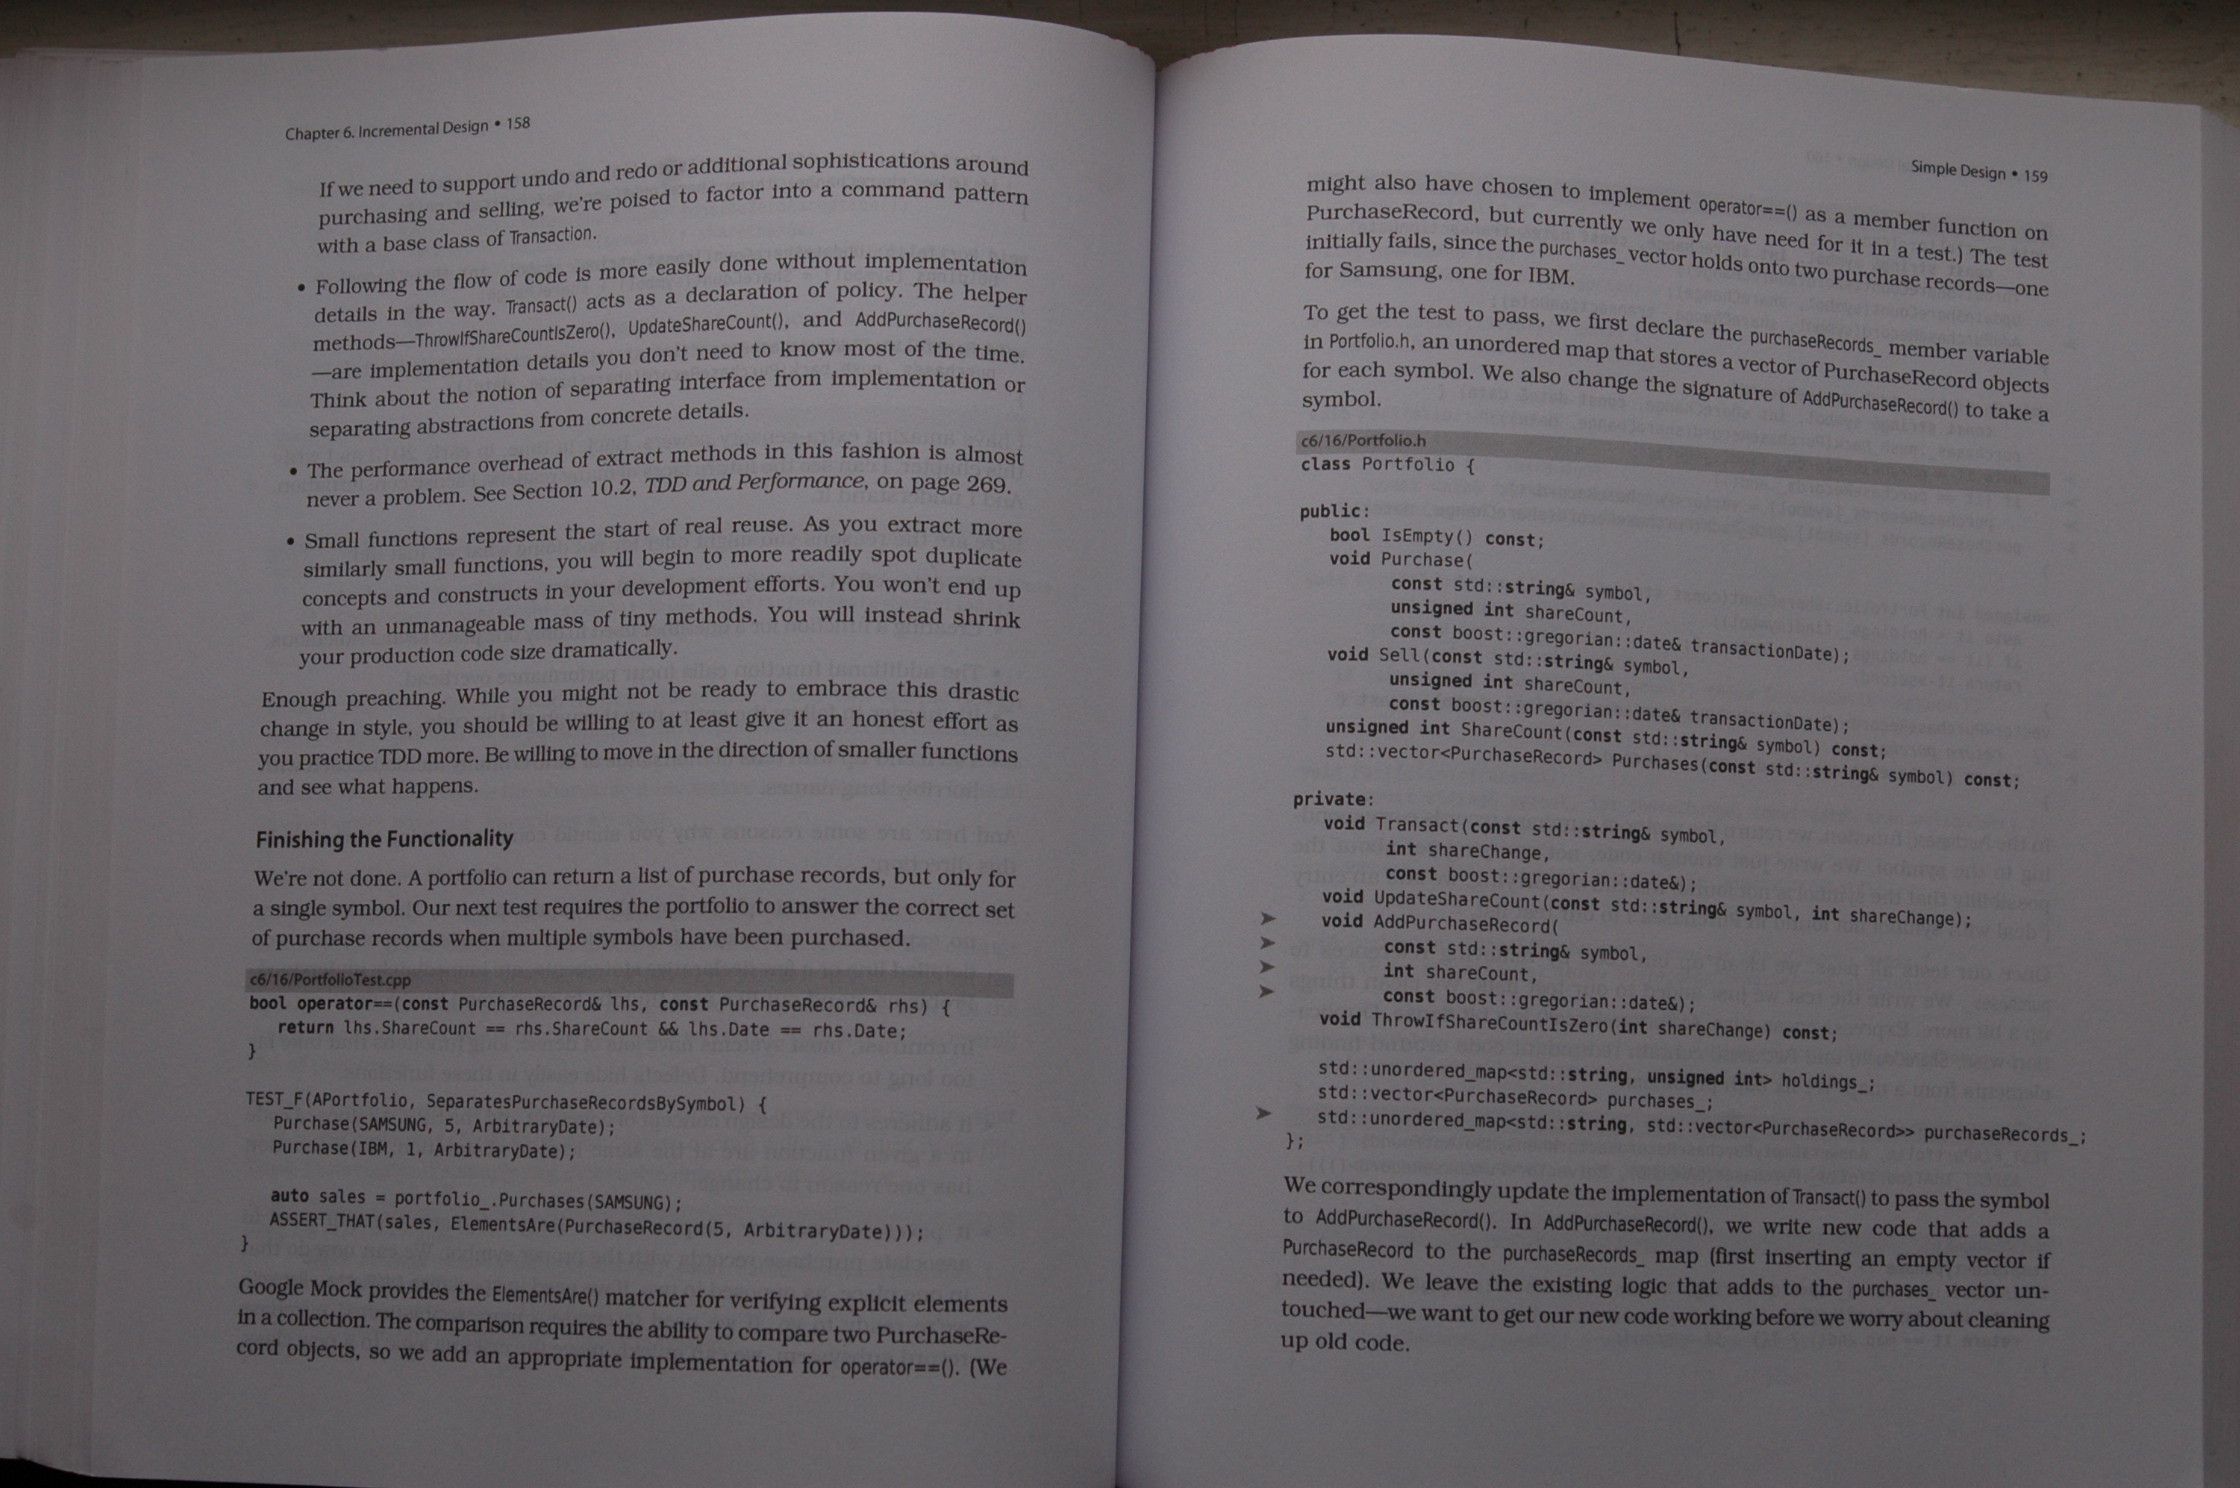 Chapter 6. Incremental Design • 158
If we need to support undo and redo or additional sophistications around
purchasing and selling, we're poised to factor into a command pattern
with a base class of Transaction.
• Following the flow of code is more easily done without implementation
details in the way. Transact() acts as a declaration of policy. The helper
methods—ThrowIfShareCountIsZero(), UpdateShareCount(), and AddPurchaseRecord()
—are implementation details you don't need to know most of the time.
Think about the notion of separating interface from implementation or
separating abstractions from concrete details.
• The performance overhead of extract methods in this fashion is almost
never a problem. See Section 10.2, TDD and Performance, on page 269.
• Small functions represent the start of real reuse. As you extract more
similarly small functions, you will begin to more readily spot duplicate
concepts and constructs in your development efforts. You won't end up
with an unmanageable mass of tiny methods. You will instead shrink
your production code size dramatically.
Enough preaching. While you might not be ready to embrace this drastic
change in style, you should be willing to at least give it an honest effort as
you practice TDD more. Be willing to move in the direction of smaller functions
and see what happens.
Finishing the Functionality
We're not done. A portfolio can return a list of purchase records, but only for
a single symbol. Our next test requires the portfolio to answer the correct set
of purchase records when multiple symbols have been purchased.
c6/16/PortfolioTest.cpp
bool operator==(const PurchaseRecord& lhs, const PurchaseRecord& rhs) {
return lhs.ShareCount == rhs.ShareCount && lhs.Date == rhs.Date;
}
TEST_F(APortfolio, SeparatesPurchaseRecordsBySymbol) {
Purchase(SAMSUNG, 5, ArbitraryDate);
Purchase(IBM, 1, ArbitraryDate);
auto sales = portfolio_.Purchases(SAMSUNG);
ASSERT_THAT(sales, ElementsAre(PurchaseRecord(5, ArbitraryDate)));
}
Google Mock provides the ElementsAre() matcher for verifying explicit elements
in a collection. The comparison requires the ability to compare two PurchaseRe-
cord objects, so we add an appropriate implementation for operator==(). (We
Simple Design • 159
might also have chosen to implement operator==() as a member function on
PurchaseRecord, but currently we only have need for it in a test.) The test
initially fails, since the purchases_ vector holds onto two purchase records—one
for Samsung, one for IBM.
To get the test to pass, we first declare the purchaseRecords_ member variable
in Portfolio.h, an unordered map that stores a vector of PurchaseRecord objects
for each symbol. We also change the signature of AddPurchaseRecord() to take a
symbol.
c6/16/Portfolio.h
class Portfolio {
public:
bool IsEmpty() const;
void Purchase(
const std::string& symbol,
unsigned int shareCount,
const boost::gregorian::date& transactionDate);
void Sell(const std::string& symbol,
unsigned int shareCount,
const boost::gregorian::date& transactionDate);
unsigned int ShareCount(const std::string& symbol) const;
std::vector<PurchaseRecord> Purchases(const std::string& symbol) const;
private:
void Transact(const std::string& symbol,
int shareChange,
const boost::gregorian::date&);
void UpdateShareCount(const std::string& symbol, int shareChange);
➤ void AddPurchaseRecord(
➤ const std::string& symbol,
➤ int shareCount,
➤ const boost::gregorian::date&);
void ThrowIfShareCountIsZero(int shareChange) const;
std::unordered_map<std::string, unsigned int> holdings_;
std::vector<PurchaseRecord> purchases_;
➤ std::unordered_map<std::string, std::vector<PurchaseRecord>> purchaseRecords_;
};
We correspondingly update the implementation of Transact() to pass the symbol
to AddPurchaseRecord(). In AddPurchaseRecord(), we write new code that adds a
PurchaseRecord to the purchaseRecords_ map (first inserting an empty vector if
needed). We leave the existing logic that adds to the purchases_ vector un-
touched—we want to get our new code working before we worry about cleaning
up old code.